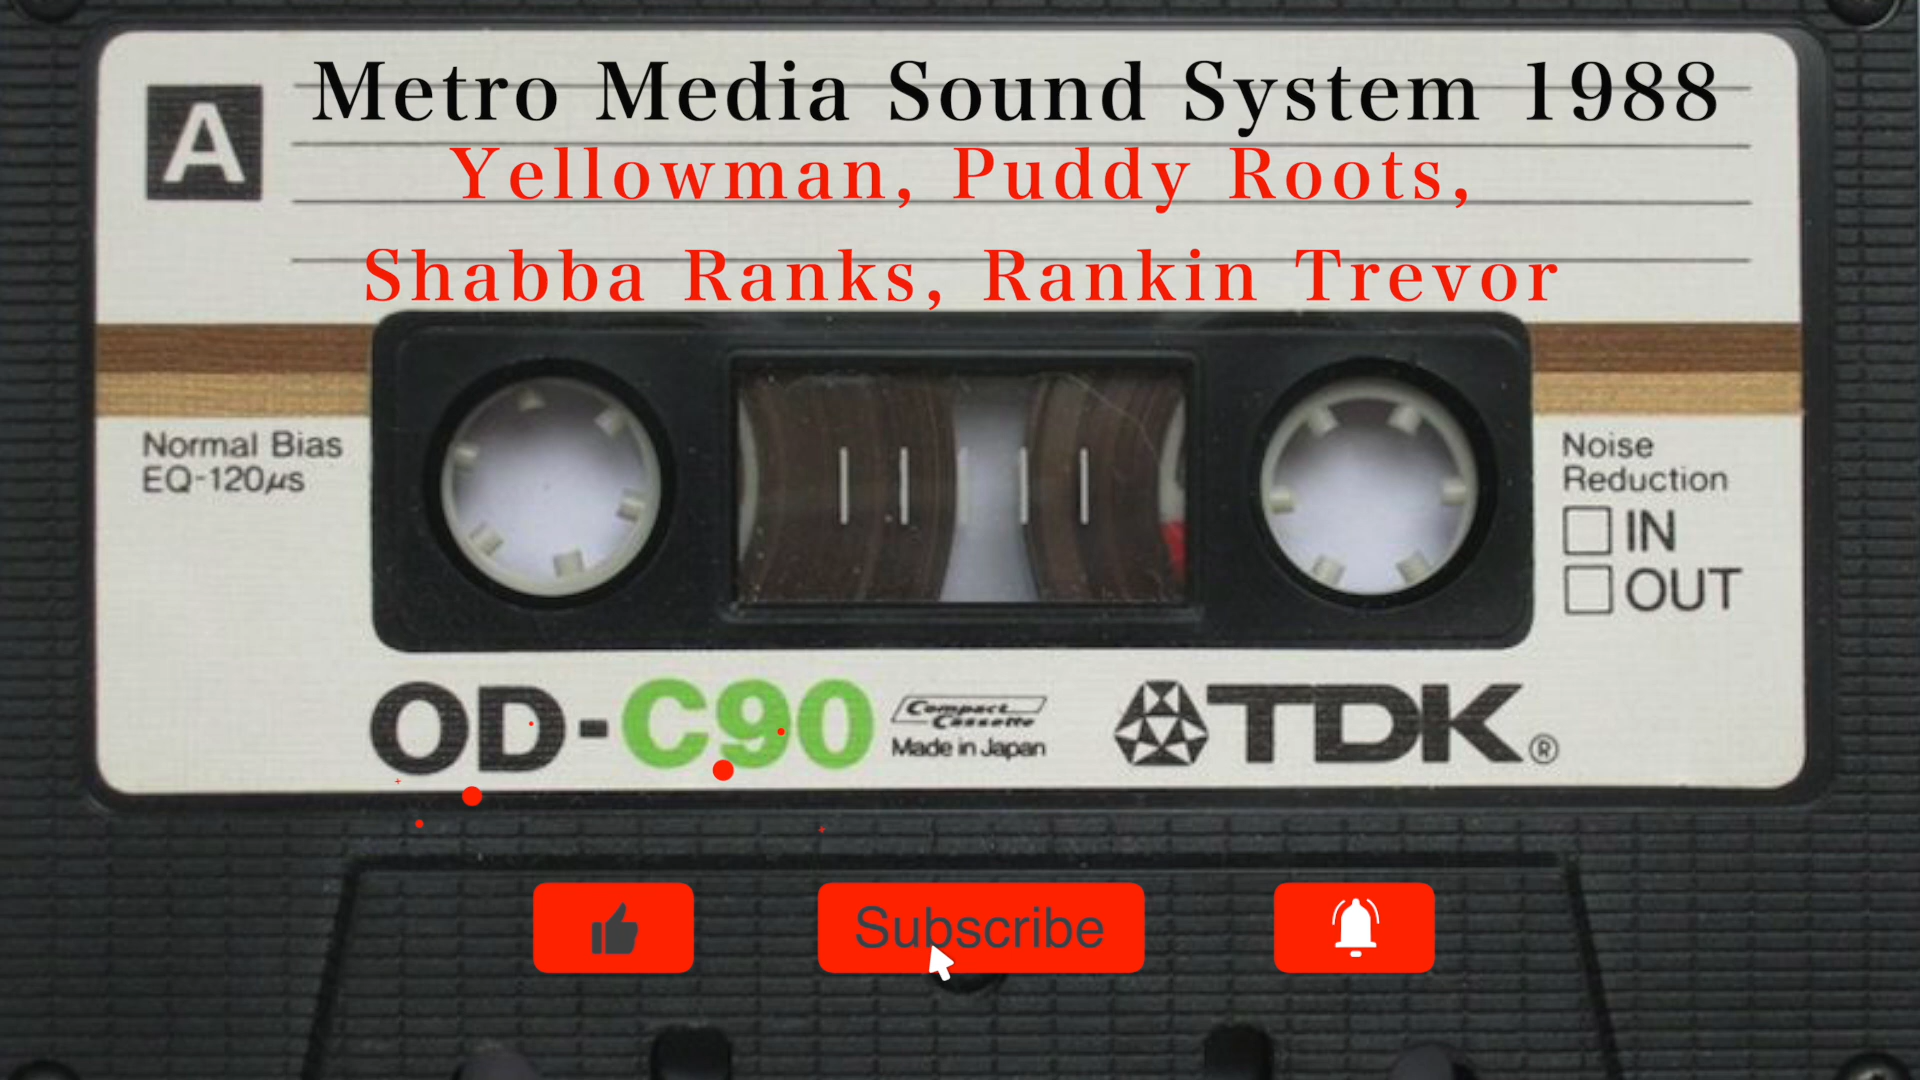 A
Metro Media Sound System 1988
Yellowman, Puddy Roots,
Shabba Ranks, Rankin Trevor
Normal Bias
EQ-120μs
Noise
Reduction
IN
OUT
OD-C90
Compact
Cassette
Made in Japan
TDK®
Subscribe